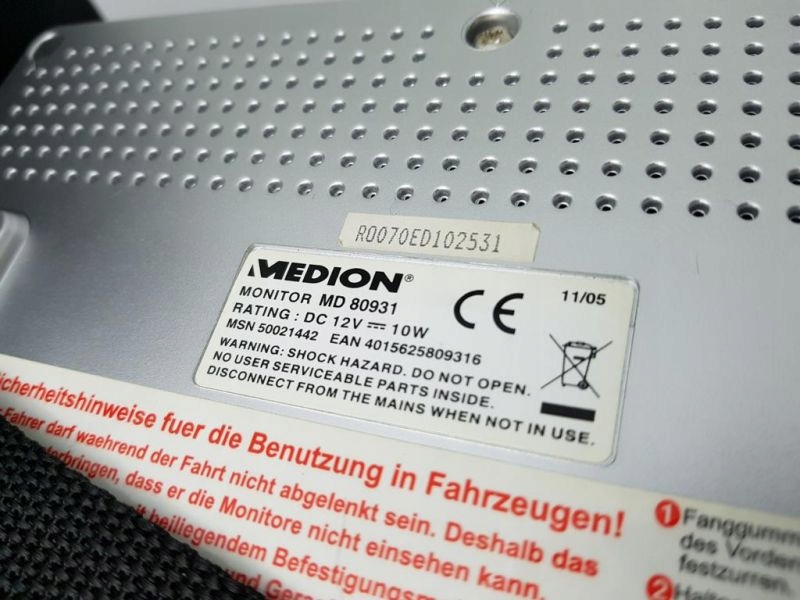 R0070ED102531
MEDION®
MONITOR MD 80931
11/05
RATING : DC 12V ⎓ 10W
MSN 50021442 EAN 4015625809316
WARNING: SHOCK HAZARD. DO NOT OPEN.
NO USER SERVICEABLE PARTS INSIDE.
DISCONNECT FROM THE MAINS WHEN NOT IN USE.
CE
Sicherheitshinweise fuer die Benutzung in Fahrzeugen!
Fahrer darf waehrend der Fahrt nicht abgelenkt sein. Deshalb
dass er die Monitore nicht einsehen kann.
beiliegendem
das
1 Fanggumm
des Vorder
festzurren.
2